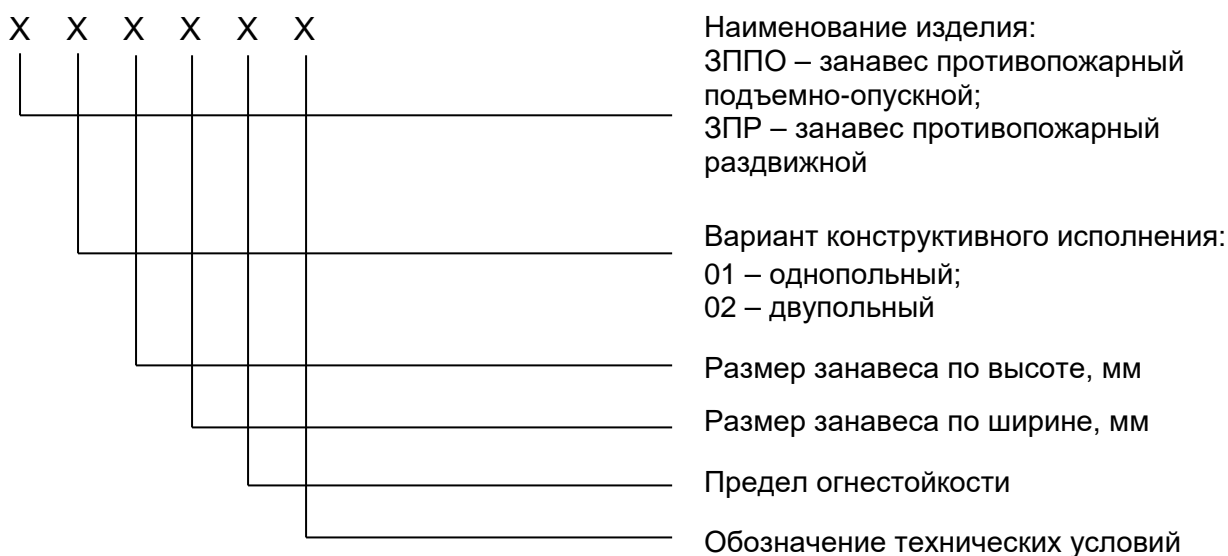 X X X X X X
Наименование изделия:
ЗППО – занавес противопожарный
подъемно-опускной;
ЗПР – занавес противопожарный
раздвижной
Вариант конструктивного исполнения:
01 – однопольный;
02 – двупольный
Размер занавеса по высоте, мм
Размер занавеса по ширине, мм
Предел огнестойкости
Обозначение технических условий